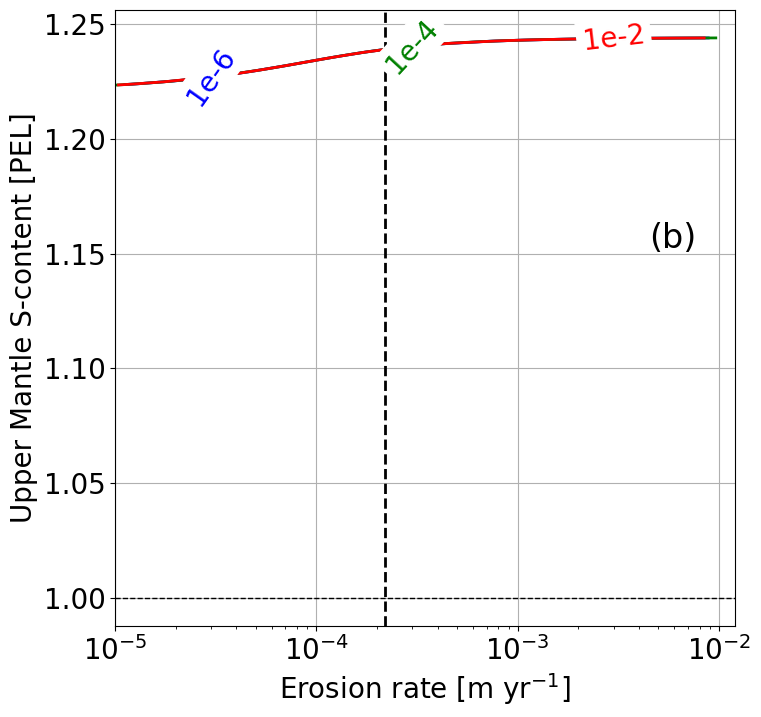 1.25
1e-6
1e-4
1e-2
1.20
(b)
1.15
1.10
1.05
1.00
Upper Mantle S-content [PEL]
10⁻⁵
10⁻⁴
10⁻³
10⁻²
Erosion rate [m yr⁻¹]